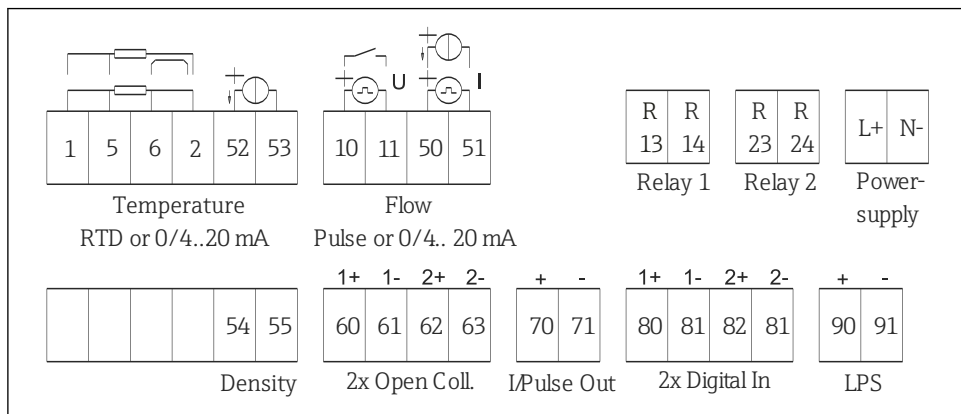 + + + U + + I
1 5 6 2 52 53 10 11 50 51 R 13 R 14 R 23 R 24 L+ N-
Temperature Flow Relay 1 Relay 2 Power-
RTD or 0/4..20 mA Pulse or 0/4.. 20 mA supply
1+ 1- 2+ 2- + - 1+ 1- 2+ 2- + -
54 55 60 61 62 63 70 71 80 81 82 81 90 91
Density 2x Open Coll. I/Pulse Out 2x Digital In LPS